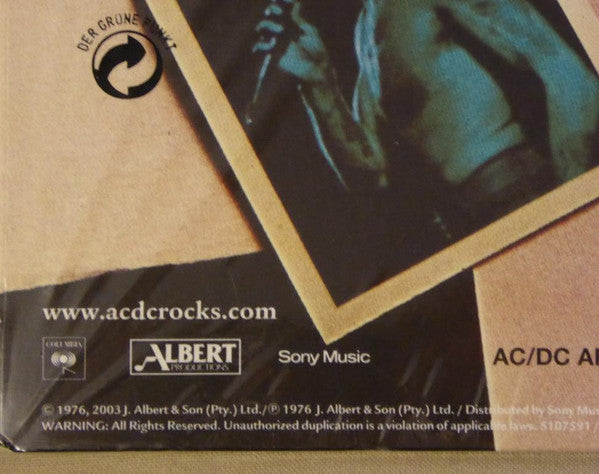 DER GRÜNE PUNKT
www.acdcrocks.com
COLUMBIA
ALBERT
PRODUCTIONS
Sony Music
AC/DC
© 1976, 2003 J. Albert & Son (Pty.) Ltd./℗ 1976 J. Albert & Son (Pty.) Ltd. / Distributed by Sony
WARNING: All Rights Reserved. Unauthorized duplication is a violation of applicable laws. 5107591 /